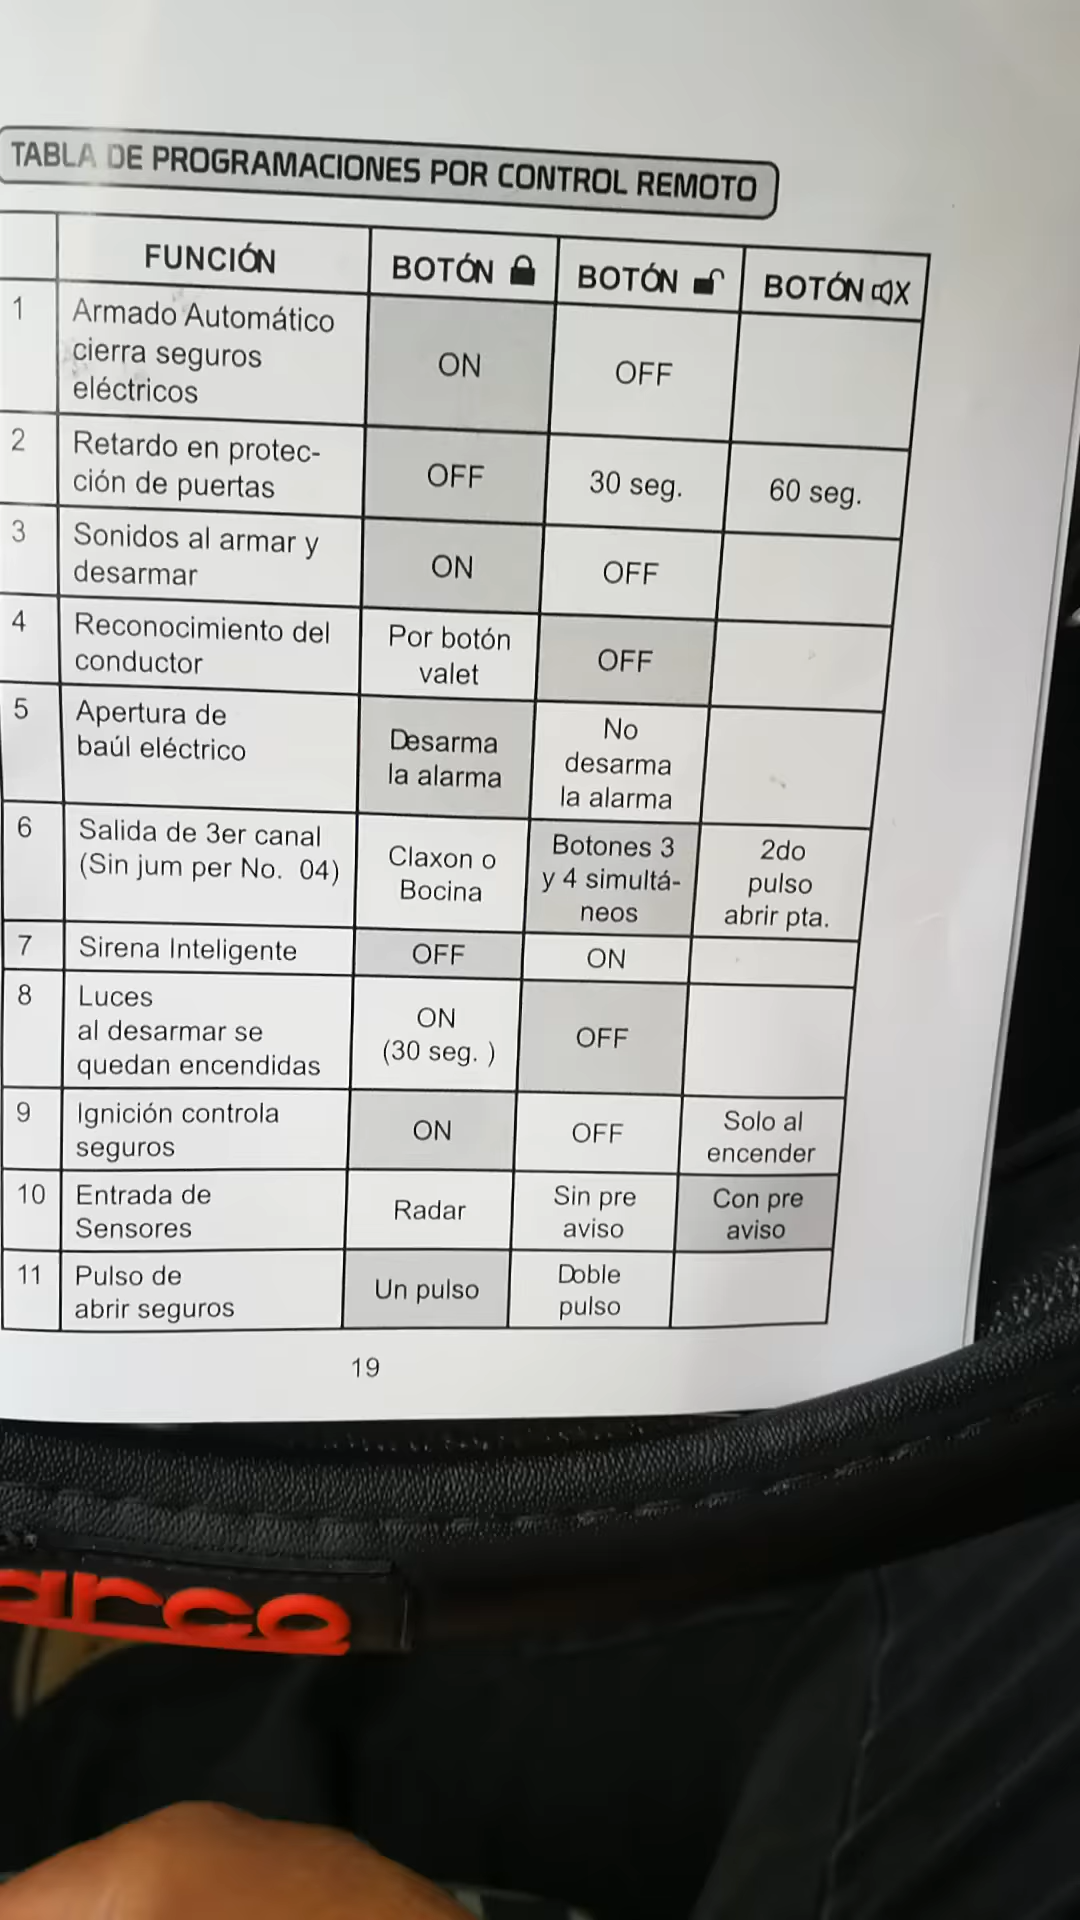 TABLA DE PROGRAMACIONES POR CONTROL REMOTO
FUNCIÓN
BOTÓN
BOTÓN
BOTÓN
1
Armado Automático
cierra seguros
eléctricos
ON
OFF
2
Retardo en protec-
ción de puertas
OFF
30 seg.
60 seg.
3
Sonidos al armar y
desarmar
ON
OFF
4
Reconocimiento del
conductor
Por botón
valet
OFF
5
Apertura de
baúl eléctrico
Desarma
la alarma
No
desarma
la alarma
6
Salida de 3er canal
(Sin jum per No. 04)
Claxon o
Bocina
Botones 3
y 4 simultá-
neos
2do
pulso
abrir pta.
7
Sirena Inteligente
OFF
ON
8
Luces
al desarmar se
quedan encendidas
ON
(30 seg. )
OFF
9
Ignición controla
seguros
ON
OFF
Solo al
encender
10
Entrada de
Sensores
Radar
Sin pre
aviso
Con pre
aviso
11
Pulso de
abrir seguros
Un pulso
Doble
pulso
19
arco